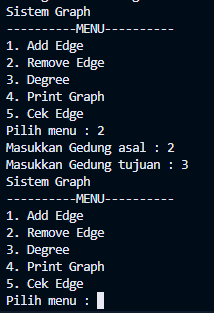 Sistem Graph
----------MENU----------
1. Add Edge
2. Remove Edge
3. Degree
4. Print Graph
5. Cek Edge
Pilih menu : 2
Masukkan Gedung asal : 2
Masukkan Gedung tujuan : 3
Sistem Graph
----------MENU----------
1. Add Edge
2. Remove Edge
3. Degree
4. Print Graph
5. Cek Edge
Pilih menu :